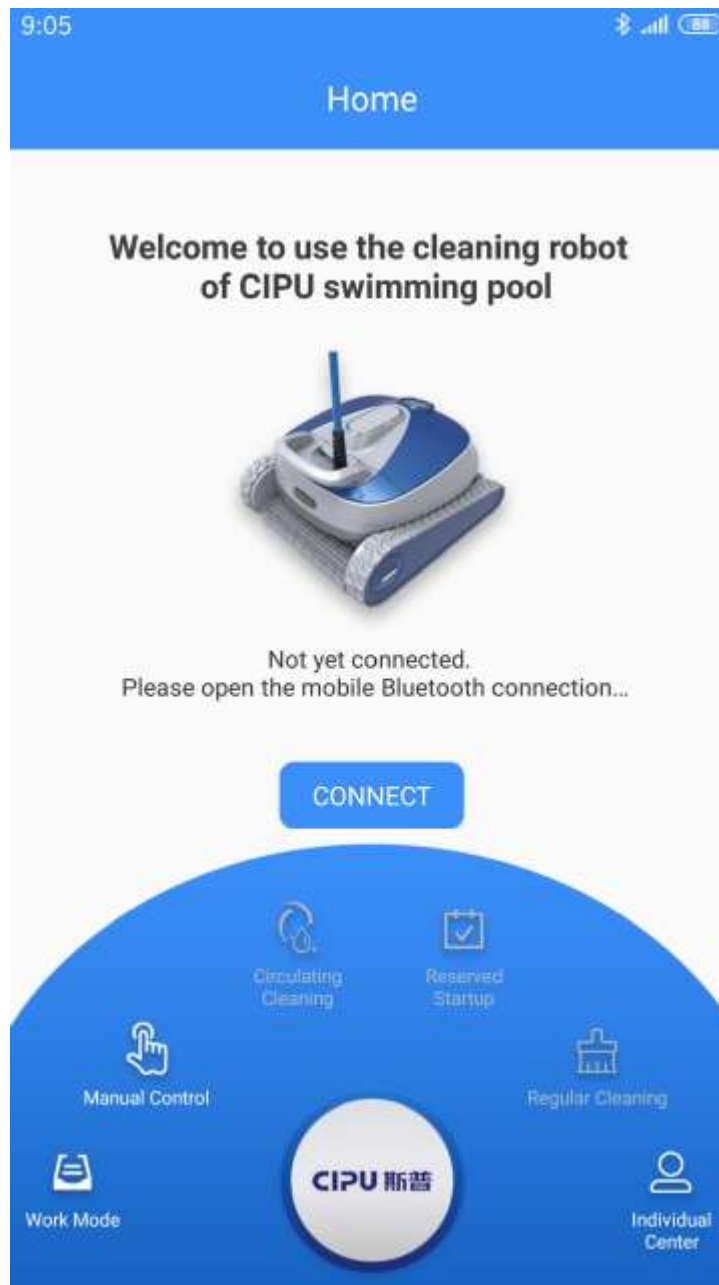 9:05
88
Home
Welcome to use the cleaning robot
of CIPU swimming pool
Not yet connected.
Please open the mobile Bluetooth connection...
CONNECT
Circulating
Cleaning
Reserved
Startup
Manual Control
Regular Cleaning
CIPU 斯普
Work Mode
Individual
Center